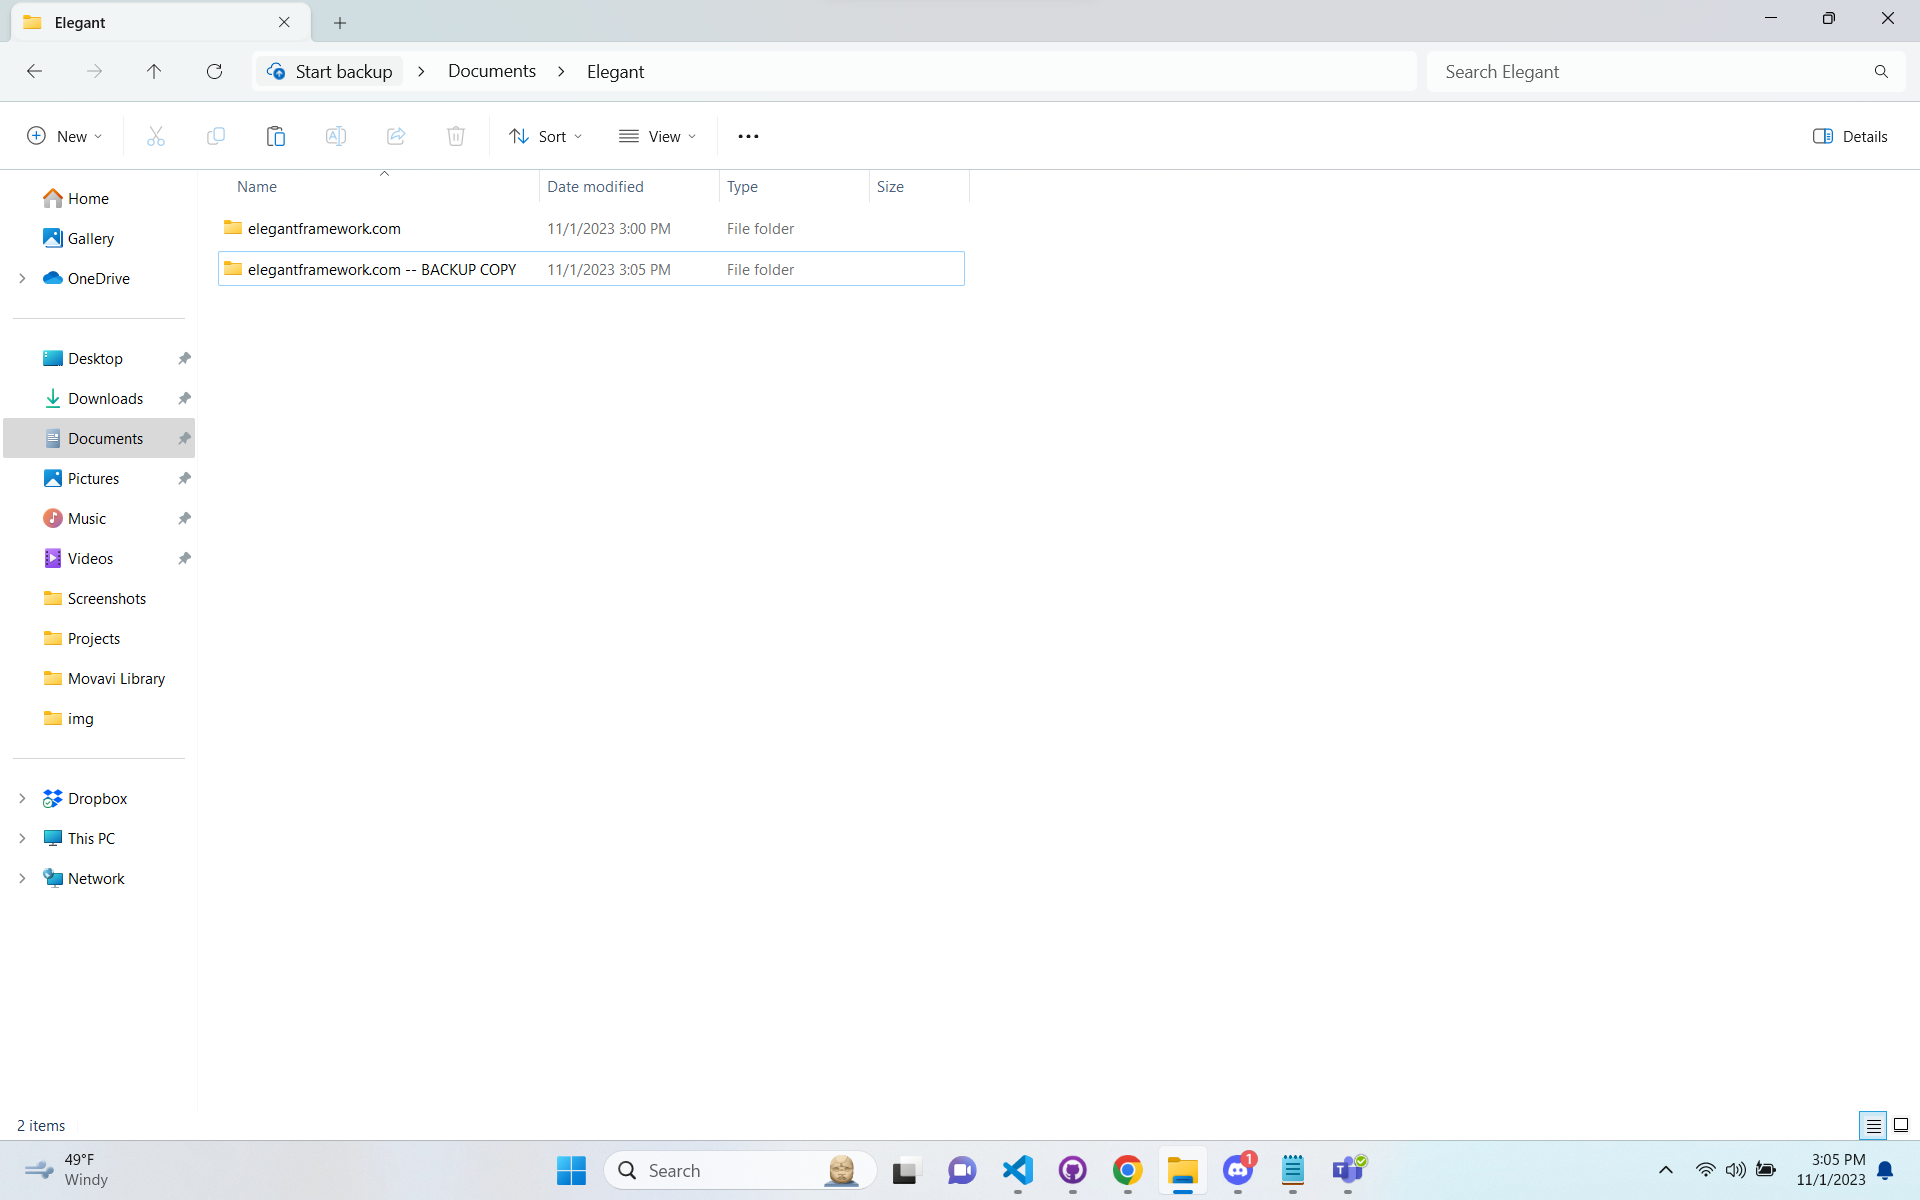 Elegant
Start backup
Documents
Elegant
Search Elegant
New
Sort
View
Details
Name
Date modified
Type
Size
elegantframework.com
11/1/2023 3:00 PM
File folder
elegantframework.com -- BACKUP COPY
11/1/2023 3:05 PM
File folder
Home
Gallery
OneDrive
Desktop
Downloads
Documents
Pictures
Music
Videos
Screenshots
Projects
Movavi Library
img
Dropbox
This PC
Network
2 items
49°F
Windy
Search
1
3:05 PM
11/1/2023